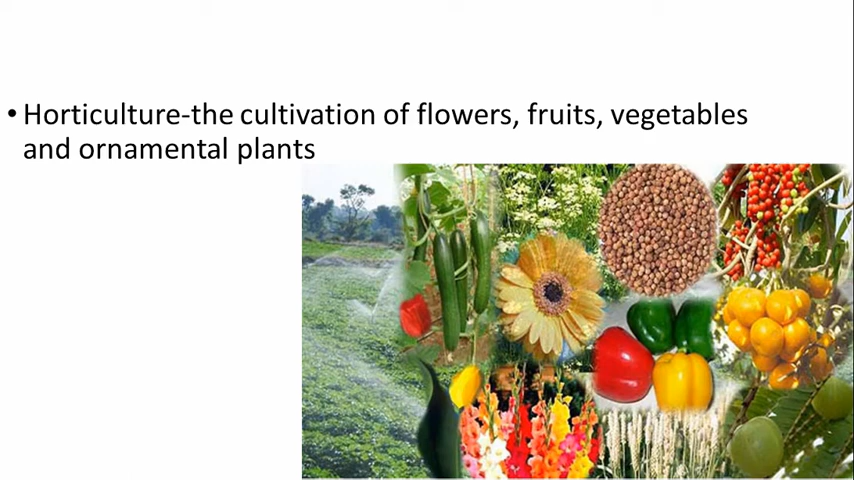 • Horticulture-the cultivation of flowers, fruits, vegetables
and ornamental plants